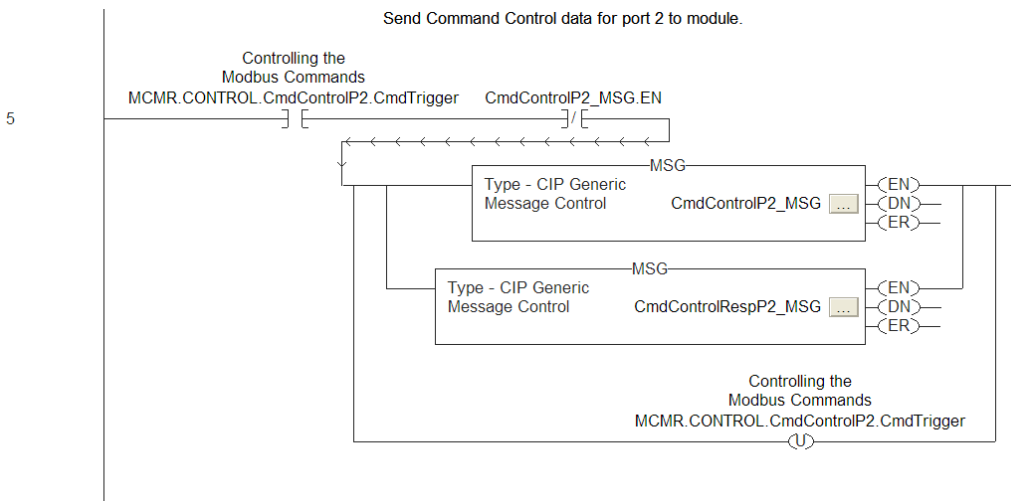 Send Command Control data for port 2 to module.
Controlling the
Modbus Commands
MCMR.CONTROL.CmdControlP2.CmdTrigger CmdControlP2_MSG.EN
5
/
MSG
Type - CIP Generic
Message Control CmdControlP2_MSG ...
EN
DN
ER
MSG
Type - CIP Generic
Message Control CmdControlRespP2_MSG ...
EN
DN
ER
Controlling the
Modbus Commands
MCMR.CONTROL.CmdControlP2.CmdTrigger
U